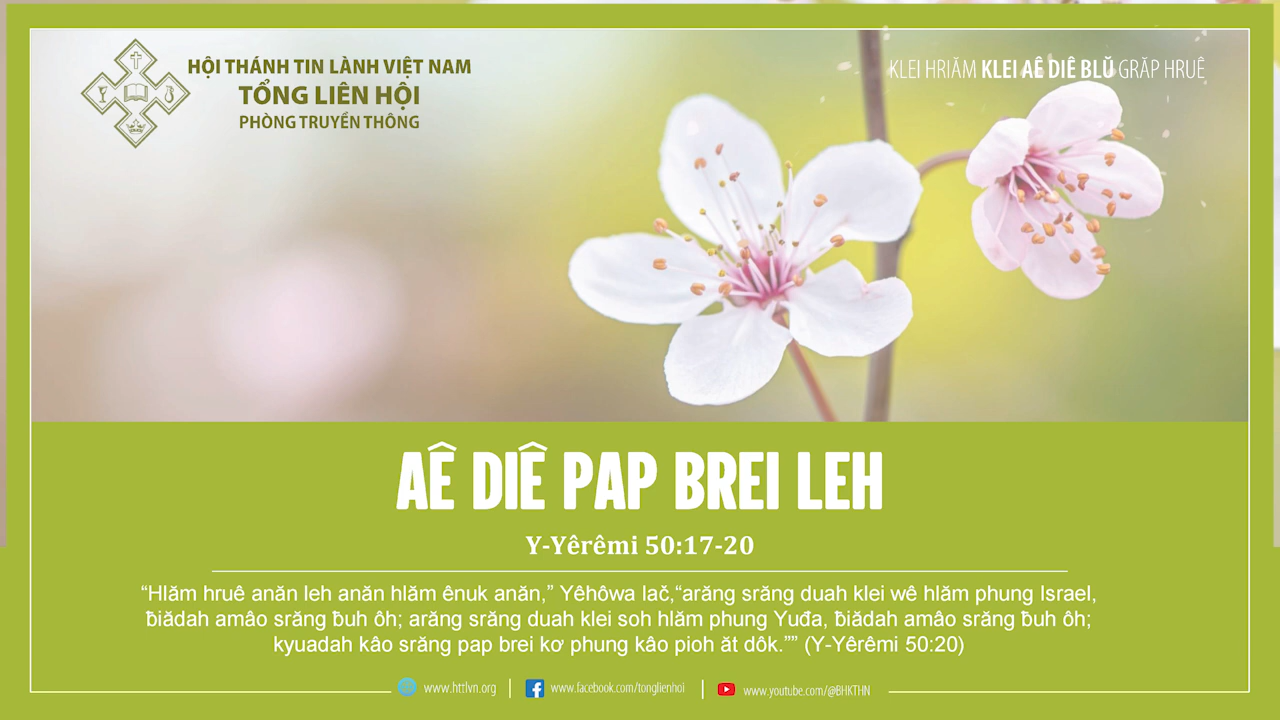 HỘI THÁNH TIN LÀNH VIỆT NAM
TỔNG LIÊN HỘI
PHÒNG TRUYỀN THÔNG
KLEI HRIĂM KLEI AÊ DIÊ BLŬ GRĂP HRUÊ
AÊ DIÊ PAP BREI LEH
Y-Yêrêmi 50:17-20
“Hlăm hruê anăn leh anăn hlăm ênuk anăn,” Yêhôwa lač,“arăng srăng duah klei wê hlăm phung Israel,
ƀiădah amâo srăng ƀuh ôh; arăng srăng duah klei soh hlăm phung Yuđa, ƀiădah amâo srăng ƀuh ôh;
kyuadah kâo srăng pap brei kơ phung kâo pioh ăt dôk.”” (Y-Yêrêmi 50:20)
www.httlvn.org
www.facebook.com/tonglienhoi
www.youtube.com/@BHKTHN